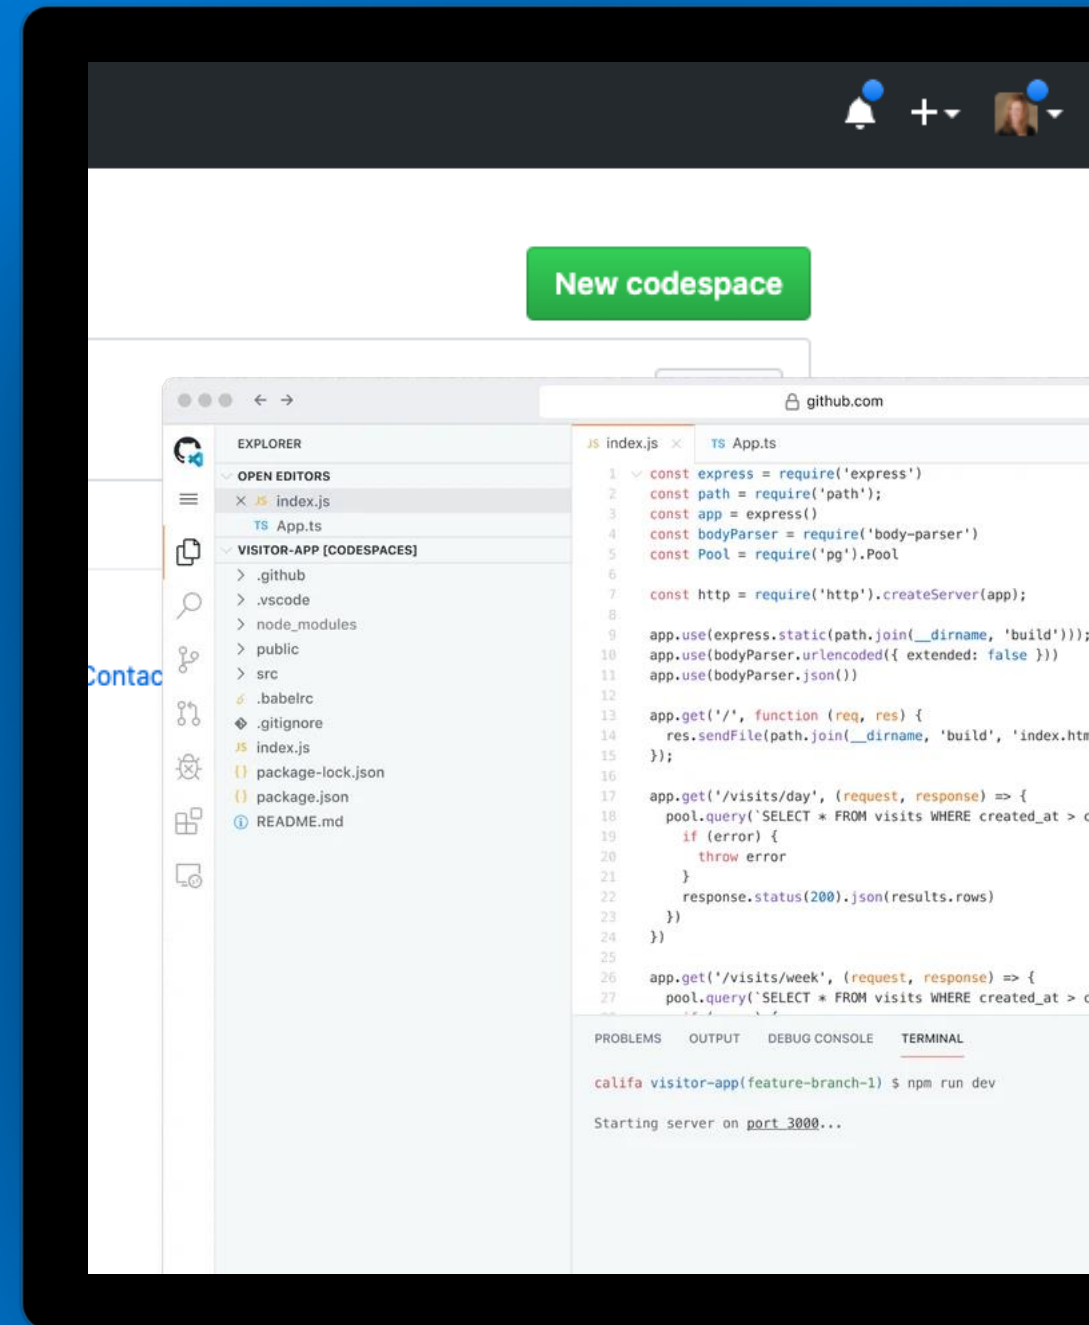 New codespace
github.com
Contac
EXPLORER
OPEN EDITORS
JS index.js
TS App.ts
VISITOR-APP [CODESPACES]
.github
.vscode
node_modules
public
src
.babelrc
.gitignore
JS index.js
{} package-lock.json
{} package.json
README.md
JS index.js TS App.ts
1 const express = require('express')
2 const path = require('path');
3 const app = express()
4 const bodyParser = require('body-parser')
5 const Pool = require('pg').Pool
6
7 const http = require('http').createServer(app);
8
9 app.use(express.static(path.join(__dirname, 'build')));
10 app.use(bodyParser.urlencoded({ extended: false }))
11 app.use(bodyParser.json())
12
13 app.get('/', function (req, res) {
14 res.sendFile(path.join(__dirname, 'build', 'index.htm
15 });
16
17 app.get('/visits/day', (request, response) => {
18 pool.query(`SELECT * FROM visits WHERE created_at > c
19 if (error) {
20 throw error
21 }
22 response.status(200).json(results.rows)
23 })
24 })
25
26 app.get('/visits/week', (request, response) => {
27 pool.query(`SELECT * FROM visits WHERE created_at > c
PROBLEMS OUTPUT DEBUG CONSOLE TERMINAL
califa visitor-app(feature-branch-1) $ npm run dev
Starting server on port 3000...